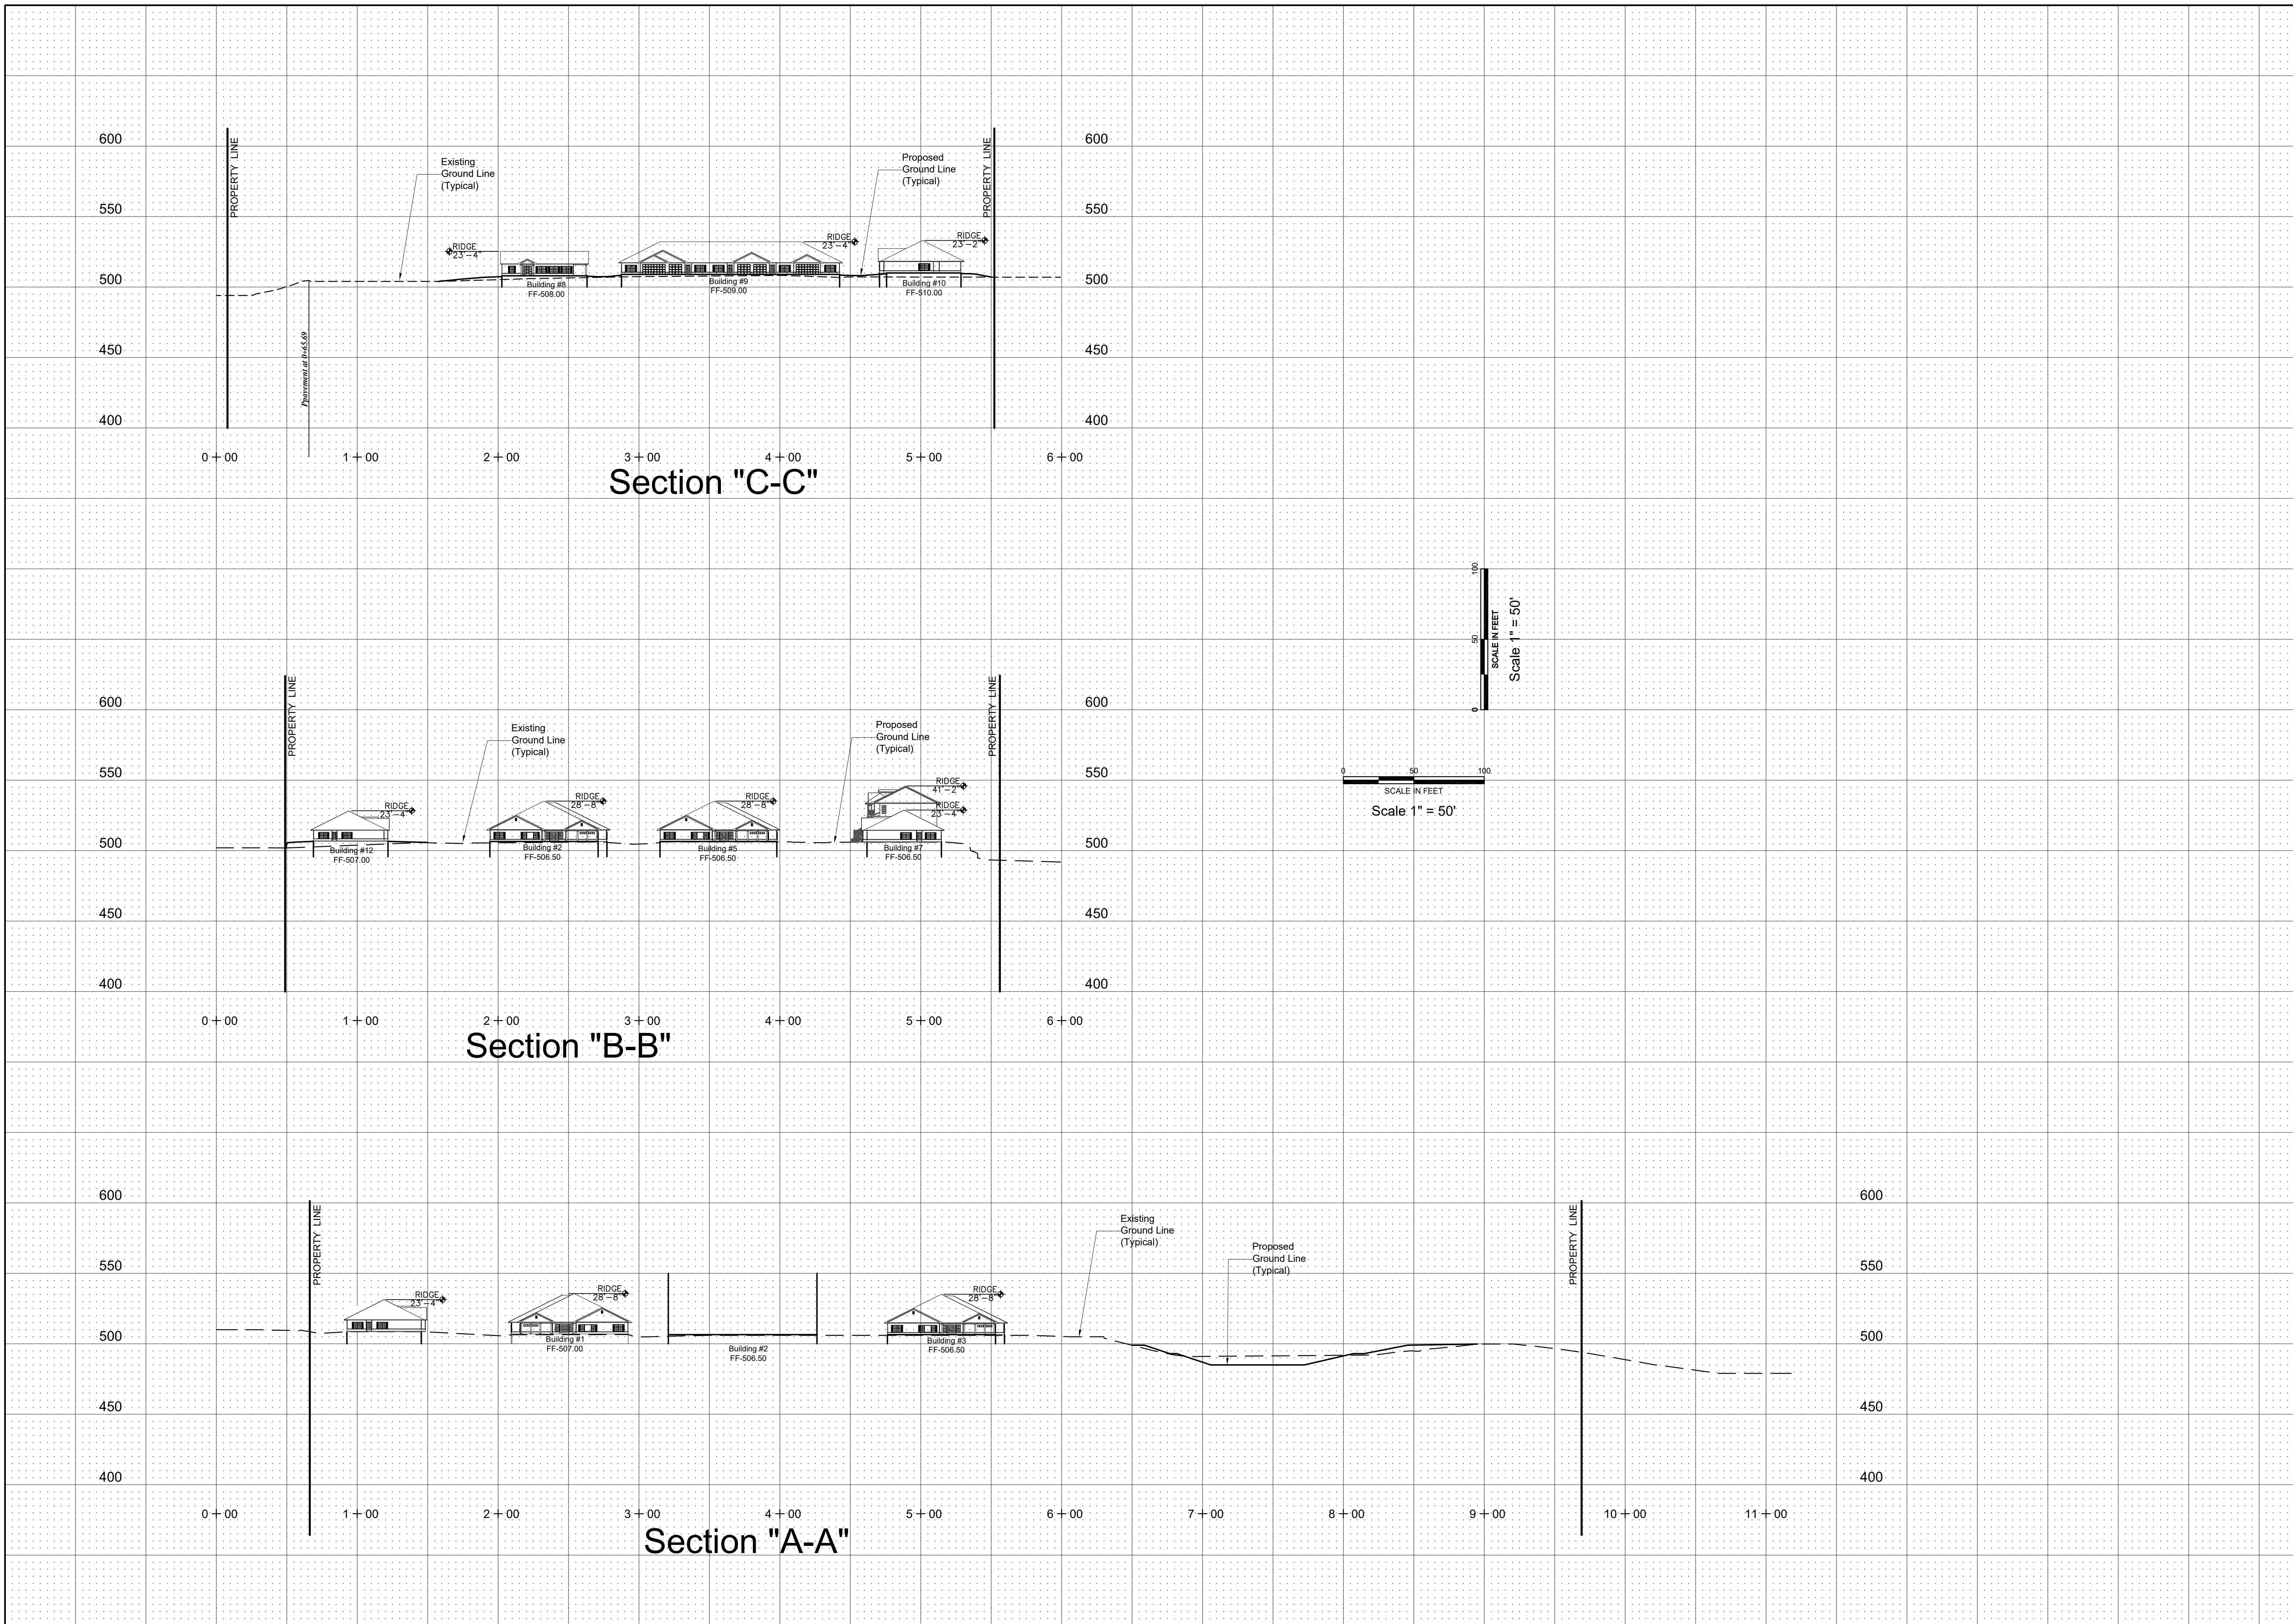 600
600
PROPERTY LINE
PROPERTY LINE
Existing
Ground Line
(Typical)
Proposed
Ground Line
(Typical)
550
550
RIDGE
23'-4"
RIDGE
23'-4"
RIDGE
23'-2"
500
500
Building #8
FF-508.00
Building #9
FF-509.00
Building #10
FF-510.00
Ppavement at 0+65.69
450
450
400
400
0+00
1+00
2+00
3+00
4+00
5+00
6+00
Section "C-C"
100
50
0
SCALE IN FEET
Scale 1" = 50'
0
50
100
SCALE IN FEET
Scale 1" = 50'
600
600
PROPERTY LINE
PROPERTY LINE
Existing
Ground Line
(Typical)
Proposed
Ground Line
(Typical)
550
550
RIDGE
23'-4"
RIDGE
28'-8"
RIDGE
28'-8"
RIDGE
41'-2"
RIDGE
23'-4"
500
500
Building #12
FF-507.00
Building #2
FF-506.50
Building #5
FF-506.50
Building #7
FF-506.50
450
450
400
400
0+00
1+00
2+00
3+00
4+00
5+00
6+00
Section "B-B"
600
600
PROPERTY LINE
PROPERTY LINE
Existing
Ground Line
(Typical)
Proposed
Ground Line
(Typical)
550
550
RIDGE
23'-4"
RIDGE
28'-8"
RIDGE
28'-8"
500
500
Building #1
FF-507.00
Building #2
FF-506.50
Building #3
FF-506.50
450
450
400
400
0+00
1+00
2+00
3+00
4+00
5+00
6+00
7+00
8+00
9+00
10+00
11+00
Section "A-A"